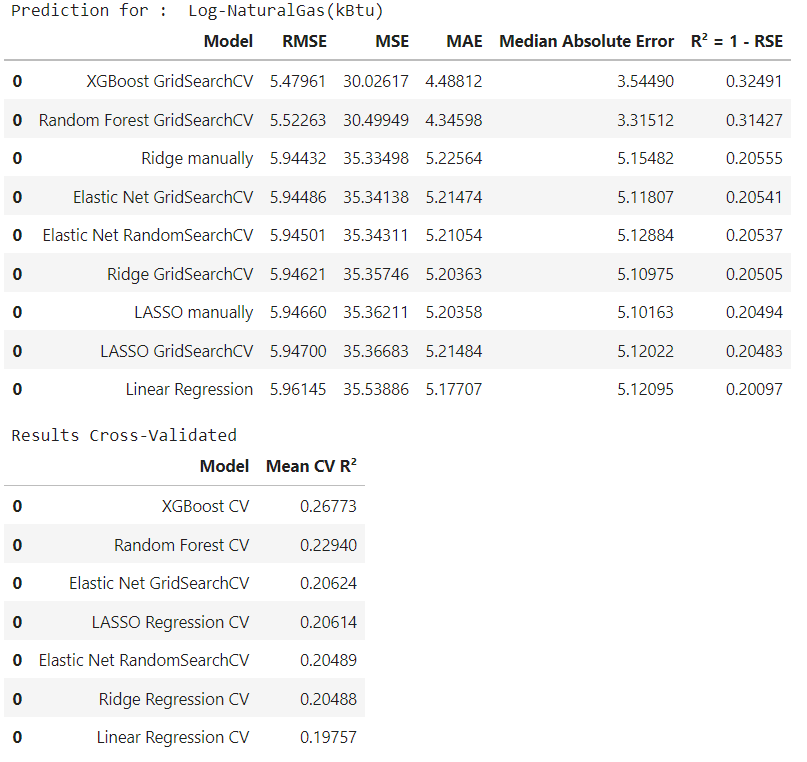 Prediction for :  Log-NaturalGas(kBtu)
Model RMSE MSE MAE Median Absolute Error R² = 1 - RSE
0 XGBoost GridSearchCV 5.47961 30.02617 4.48812 3.54490 0.32491
0 Random Forest GridSearchCV 5.52263 30.49949 4.34598 3.31512 0.31427
0 Ridge manually 5.94432 35.33498 5.22564 5.15482 0.20555
0 Elastic Net GridSearchCV 5.94486 35.34138 5.21474 5.11807 0.20541
0 Elastic Net RandomSearchCV 5.94501 35.34311 5.21054 5.12884 0.20537
0 Ridge GridSearchCV 5.94621 35.35746 5.20363 5.10975 0.20505
0 LASSO manually 5.94660 35.36211 5.20358 5.10163 0.20494
0 LASSO GridSearchCV 5.94700 35.36683 5.21484 5.12022 0.20483
0 Linear Regression 5.96145 35.53886 5.17707 5.12095 0.20097
Results Cross-Validated
Model Mean CV R²
0 XGBoost CV 0.26773
0 Random Forest CV 0.22940
0 Elastic Net GridSearchCV 0.20624
0 LASSO Regression CV 0.20614
0 Elastic Net RandomSearchCV 0.20489
0 Ridge Regression CV 0.20488
0 Linear Regression CV 0.19757